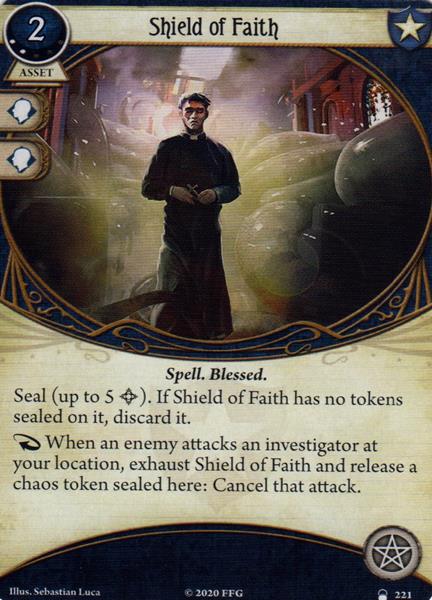 Shield of Faith
2
ASSET
Spell. Blessed.
Seal (up to 5 ). If Shield of Faith has no tokens
sealed on it, discard it.
When an enemy attacks an investigator at
your location, exhaust Shield of Faith and release a
chaos token sealed here: Cancel that attack.
Illus. Sebastian Luca
© 2020 FFG
221